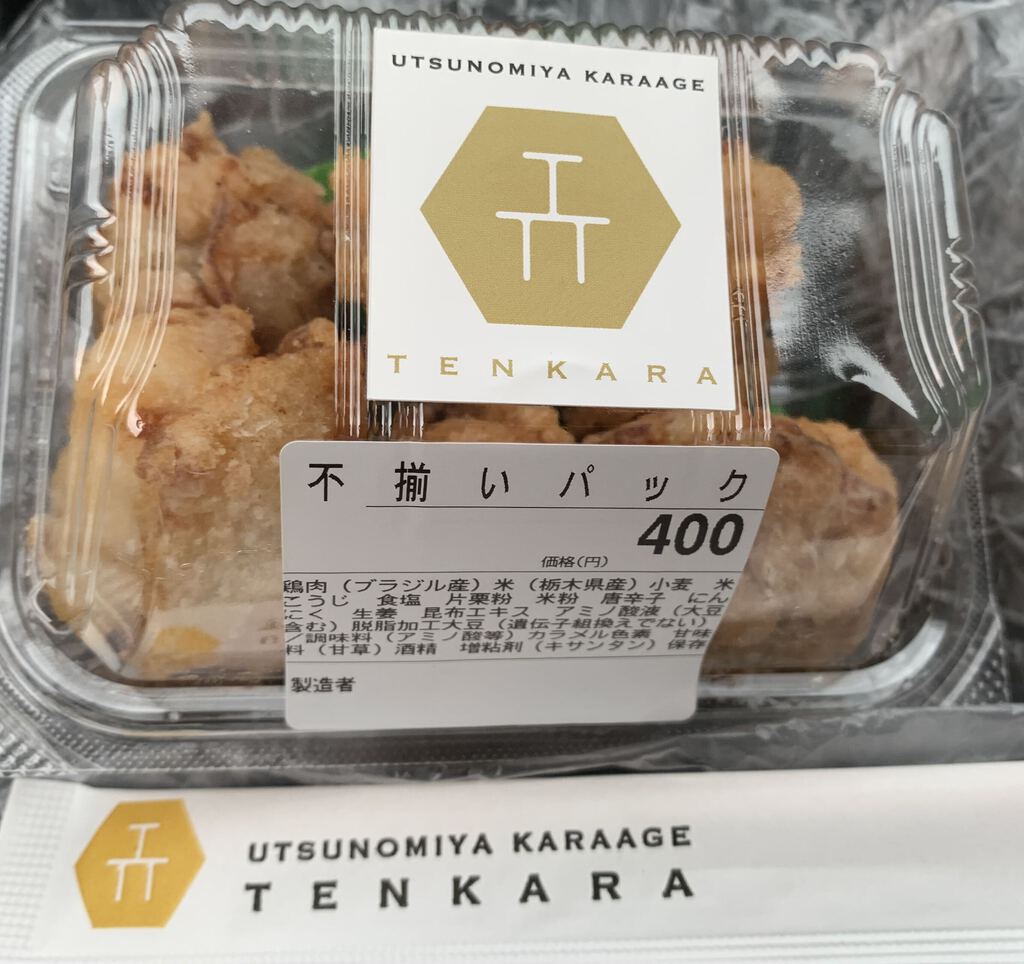 UTSUNOMIYA KARAAGE
TENKARA
不揃いパック
400
価格(円)
鶏肉（ブラジル産）米（栃木県産）小麦　米
こうじ　食塩　片栗粉　米粉　唐辛子　にん
にく　生姜　昆布エキス　アミノ酸液（大豆
含む）脱脂加工大豆（遺伝子組換えでない）
／調味料（アミノ酸等）カラメル色素　甘味
料（甘草）酒精　増粘剤（キサンタン）保存
製造者
UTSUNOMIYA KARAAGE
TENKARA